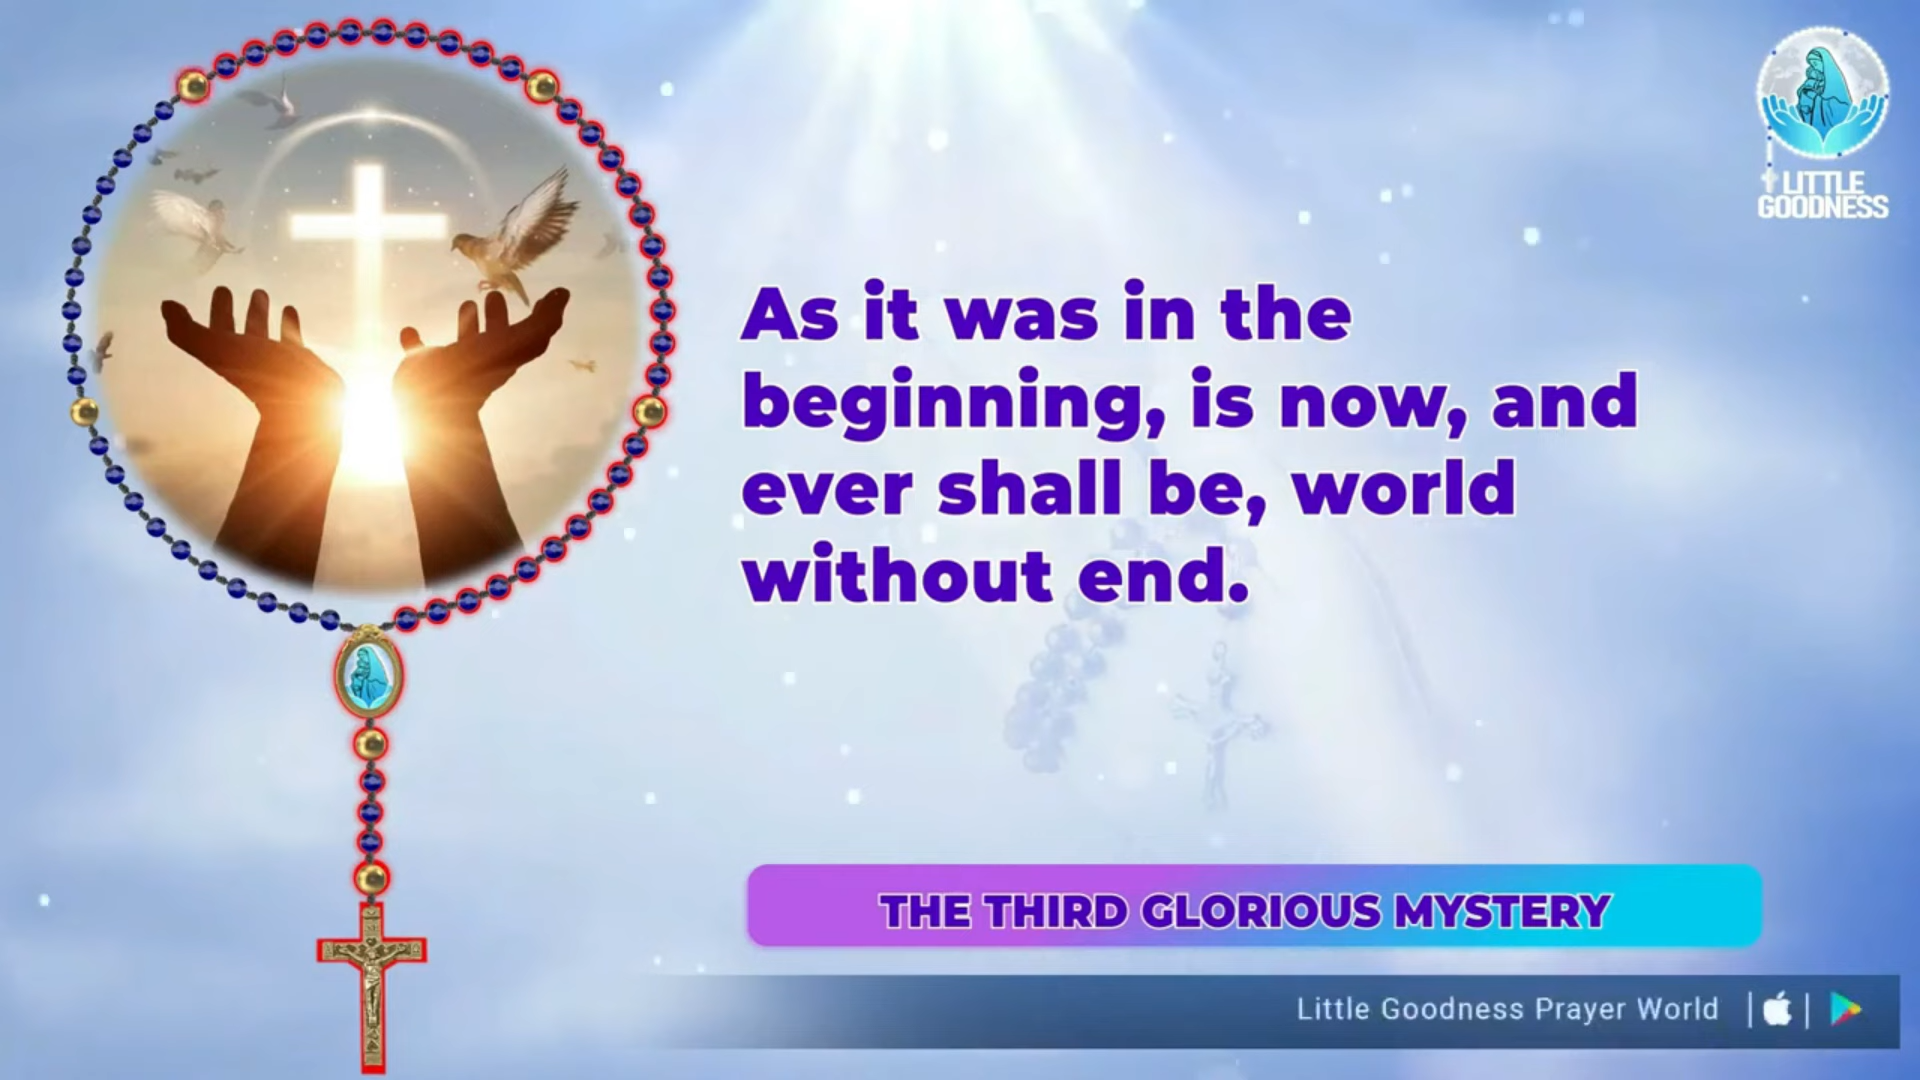 LITTLE
GOODNESS
As it was in the
beginning, is now, and
ever shall be, world
without end.
THE THIRD GLORIOUS MYSTERY
Little Goodness Prayer World